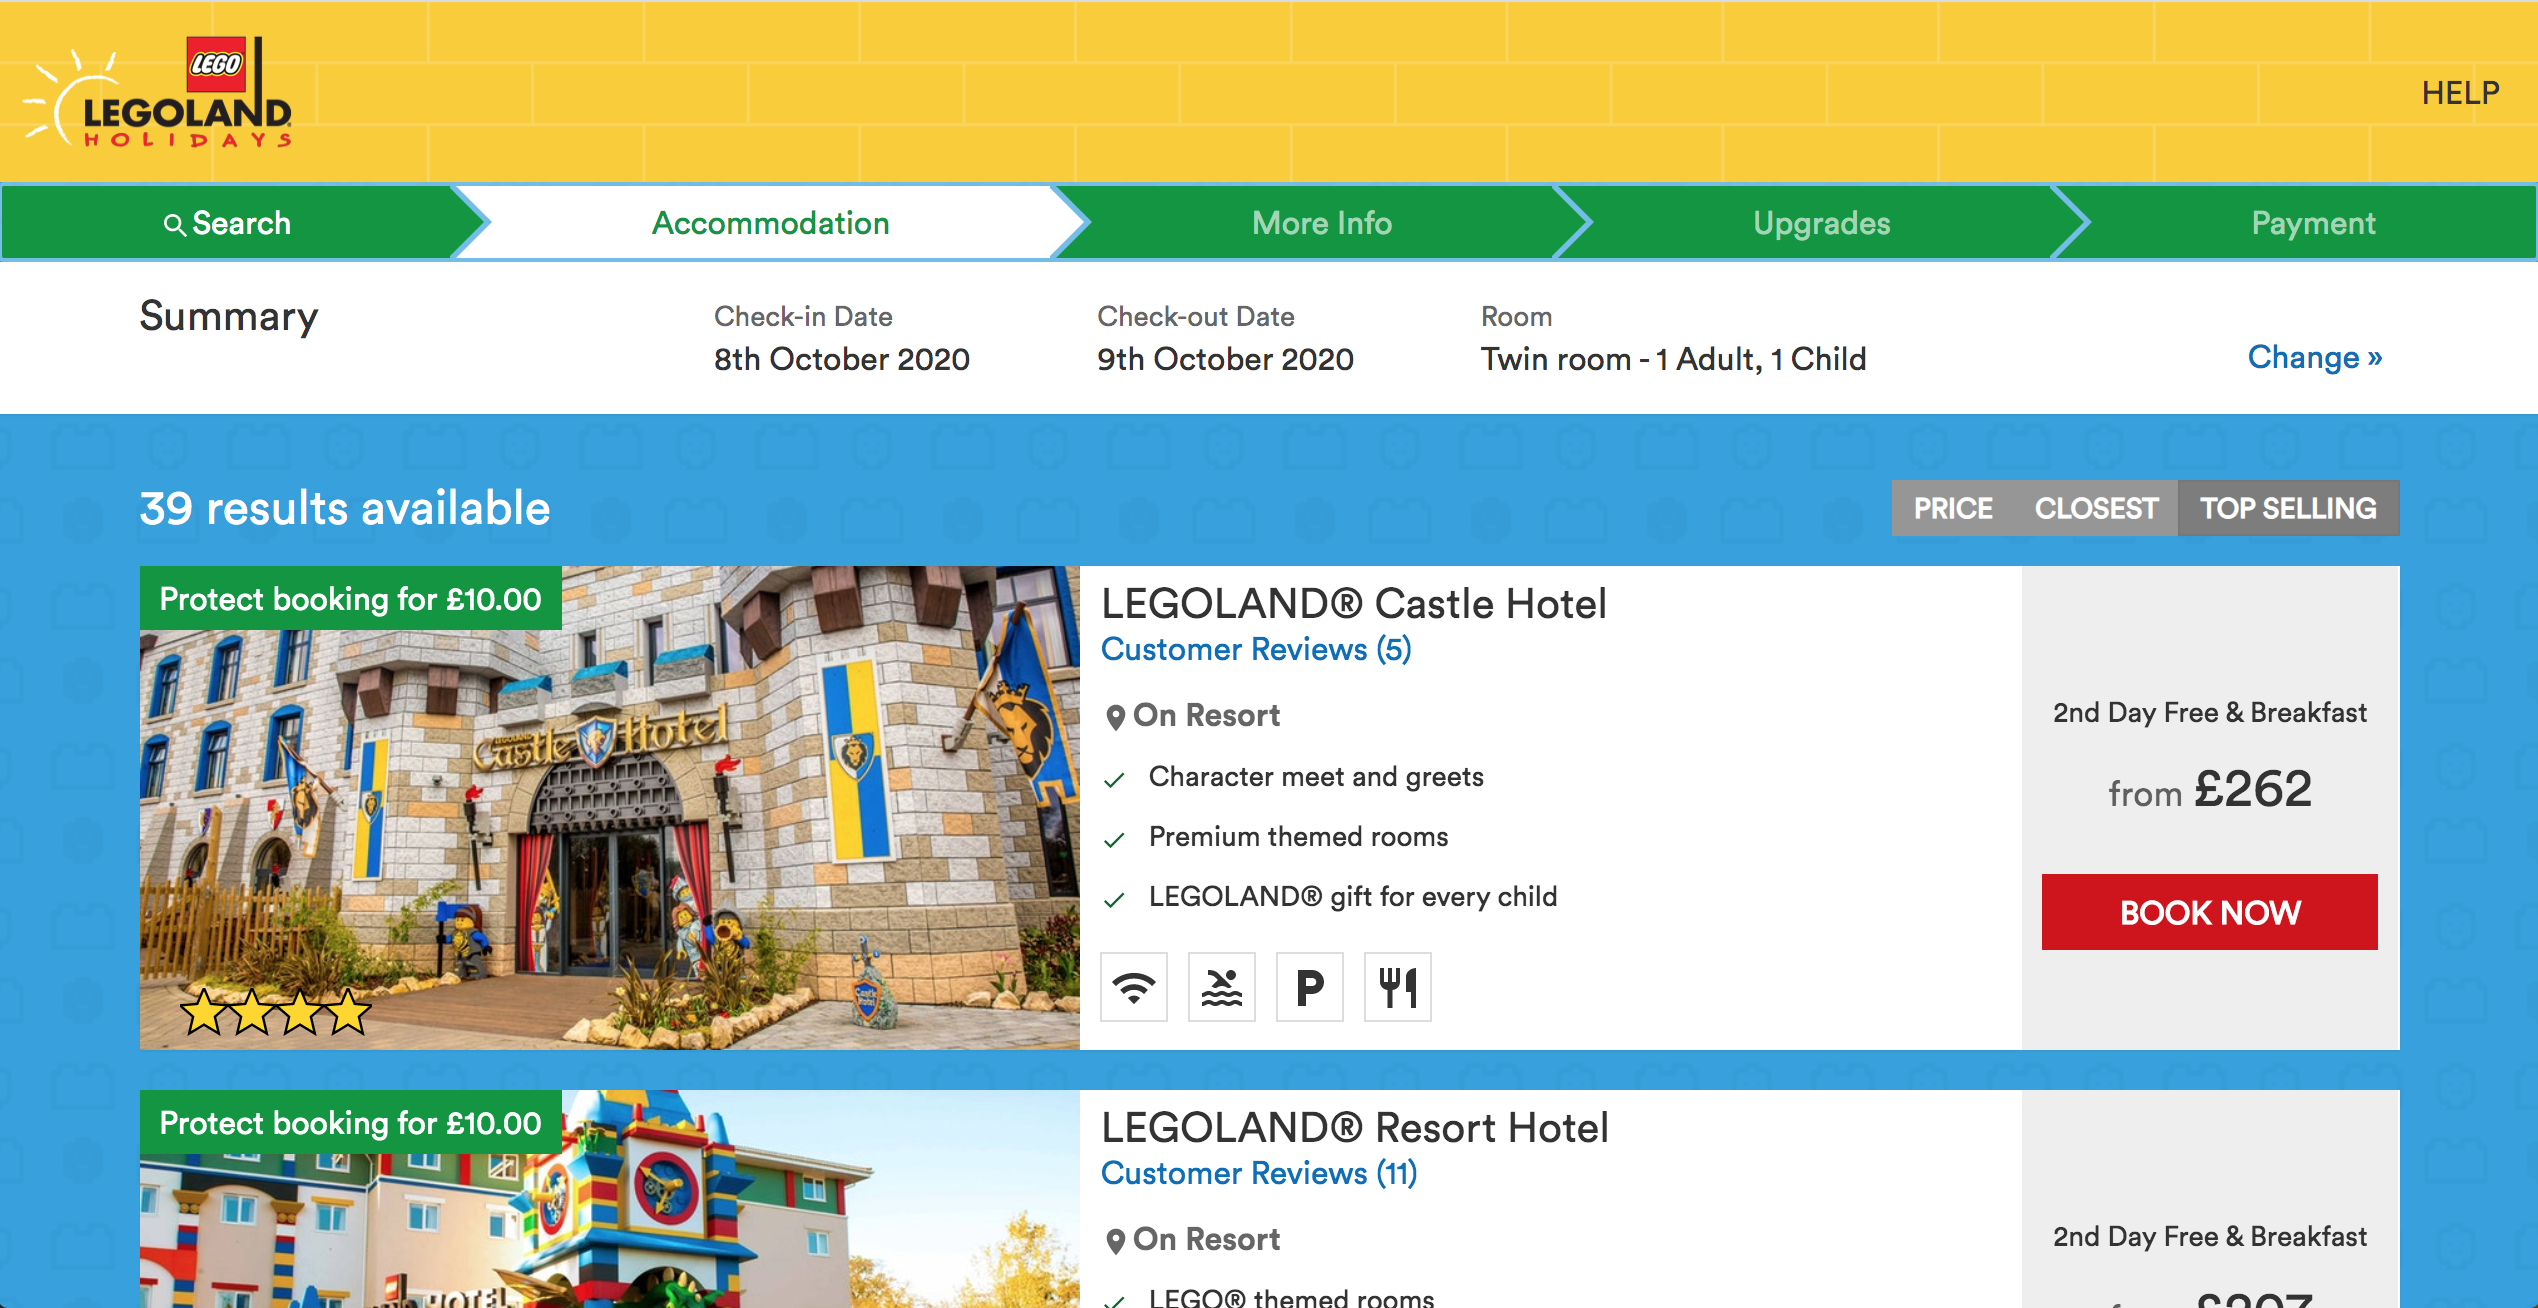 LEGO
LEGOLAND
HOLIDAYS
HELP
Search
Accommodation
More Info
Upgrades
Payment
Summary
Check-in Date
8th October 2020
Check-out Date
9th October 2020
Room
Twin room - 1 Adult, 1 Child
Change »
39 results available
PRICE
CLOSEST
TOP SELLING
Protect booking for £10.00
LEGOLAND
Castle Hotel
Castle
Hotel
LEGOLAND® Castle Hotel
Customer Reviews (5)
On Resort
Character meet and greets
Premium themed rooms
LEGOLAND® gift for every child
P
2nd Day Free & Breakfast
from £262
BOOK NOW
Protect booking for £10.00
HOTEL
LEGOLAND® Resort Hotel
Customer Reviews (11)
On Resort
LEGO® themed rooms
2nd Day Free & Breakfast